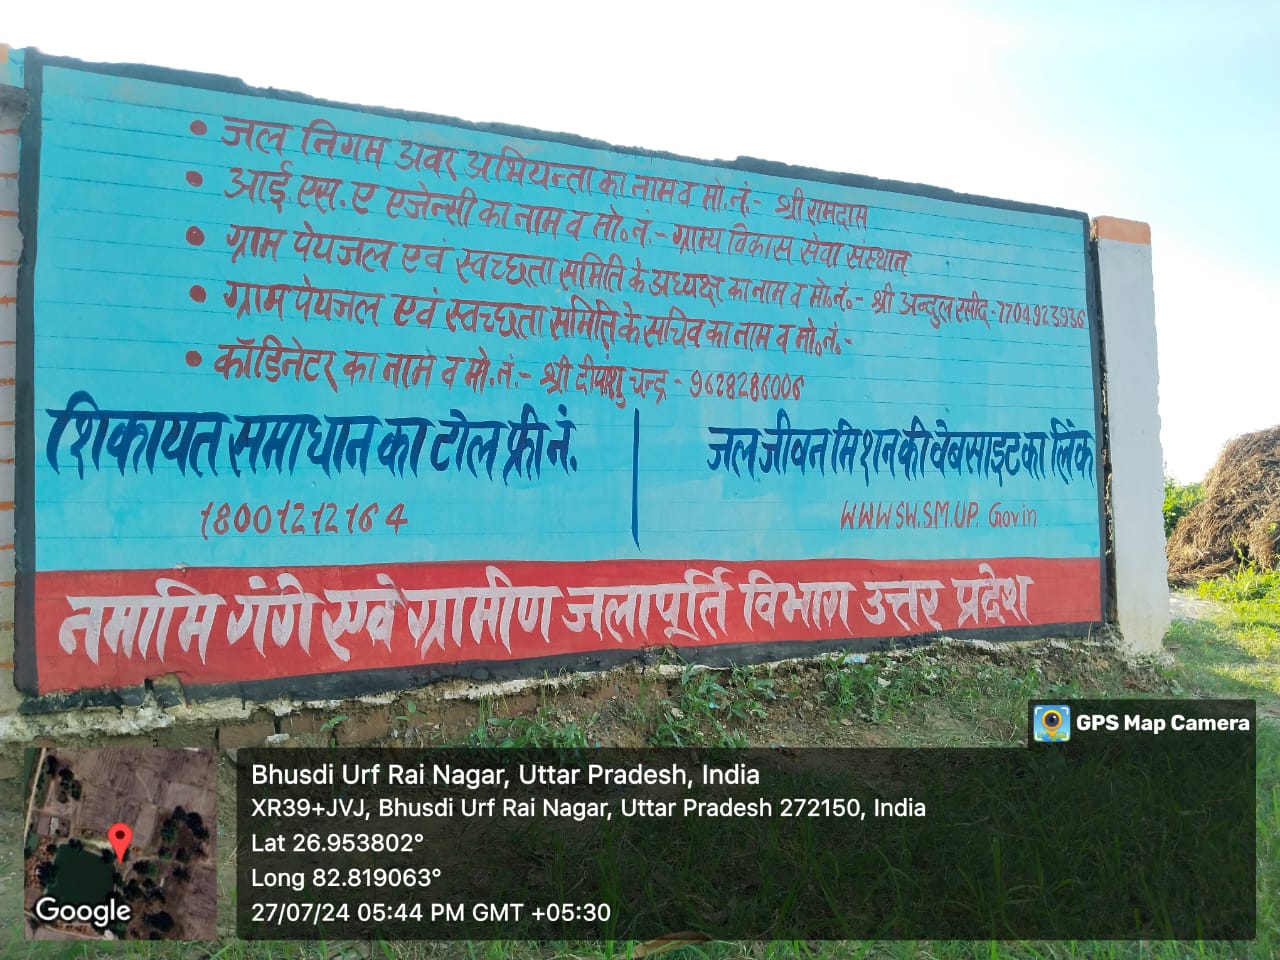 • जल निगम अवर अभियन्ता का नाम व मो.नं.- श्री रामदास
• आई.एस.ए एजेन्सी का नाम व मो०नं.- ग्राम्य विकास सेवा संस्थान
• ग्राम पेयजल एवं स्वच्छता समिति के अध्यक्ष का नाम व मो०नं०- श्री अब्दुल रसीद - 7704923936
• ग्राम पेयजल एवं स्वच्छता समिति के सचिव का नाम व मो०नं०-
• कॉर्डिनेटर का नाम व मो.नं.- श्री दीपांशु चन्द्र - 9628286006
शिकायत समाधान का टोल फ्री नं.
18001212164
जल जीवन मिशन की वेबसाइट का लिंक
WWWSW.SM.UP. Govin
नमामि गंगे एवं ग्रामीण जलापूर्ति विभाग उत्तर प्रदेश
GPS Map Camera
Bhusdi Urf Rai Nagar, Uttar Pradesh, India
XR39+JVJ, Bhusdi Urf Rai Nagar, Uttar Pradesh 272150, India
Lat 26.953802°
Long 82.819063°
27/07/24 05:44 PM GMT +05:30
Google